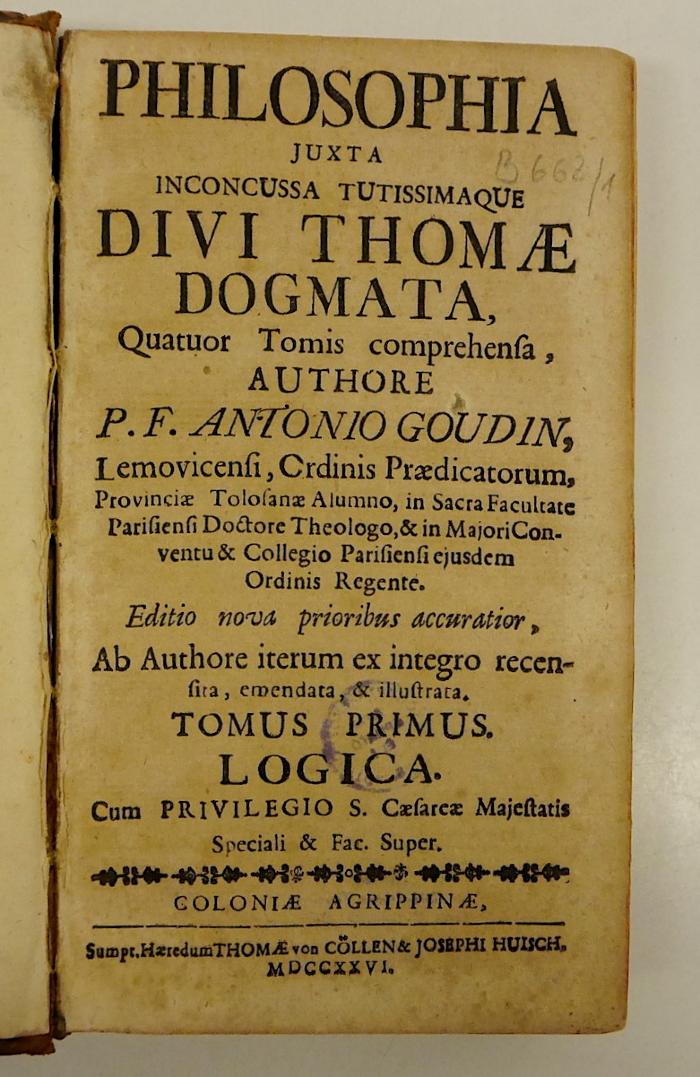 PHILOSOPHIA
JUXTA
B 662/1
INCONCUSSA TUTISSIMAQUE
DIVI THOMÆ
DOGMATA,
Quatuor Tomis comprehenſa,
AUTHORE
P. F. ANTONIO GOUDIN,
Lemovicenſi, Ordinis Prædicatorum,
Provinciæ Toloſanæ Alumno, in Sacra Facultate
Pariſienſi Doctore Theologo, & in Majori Con-
ventu & Collegio Pariſienſi ejusdem
Ordinis Regente.
Editio nova prioribus accuratior,
Ab Authore iterum ex integro recen-
ſita, emendata, & illuſtrata.
TOMUS PRIMUS.
LOGICA.
Cum PRIVILEGIO S. Cæſareæ Majeſtatis
Speciali & Fac. Super.
COLONIÆ AGRIPPINÆ,
Sumpt. Hæredum THOMÆ von CÖLLEN & JOSEPHI HUISCH.
MDCCXXVI.